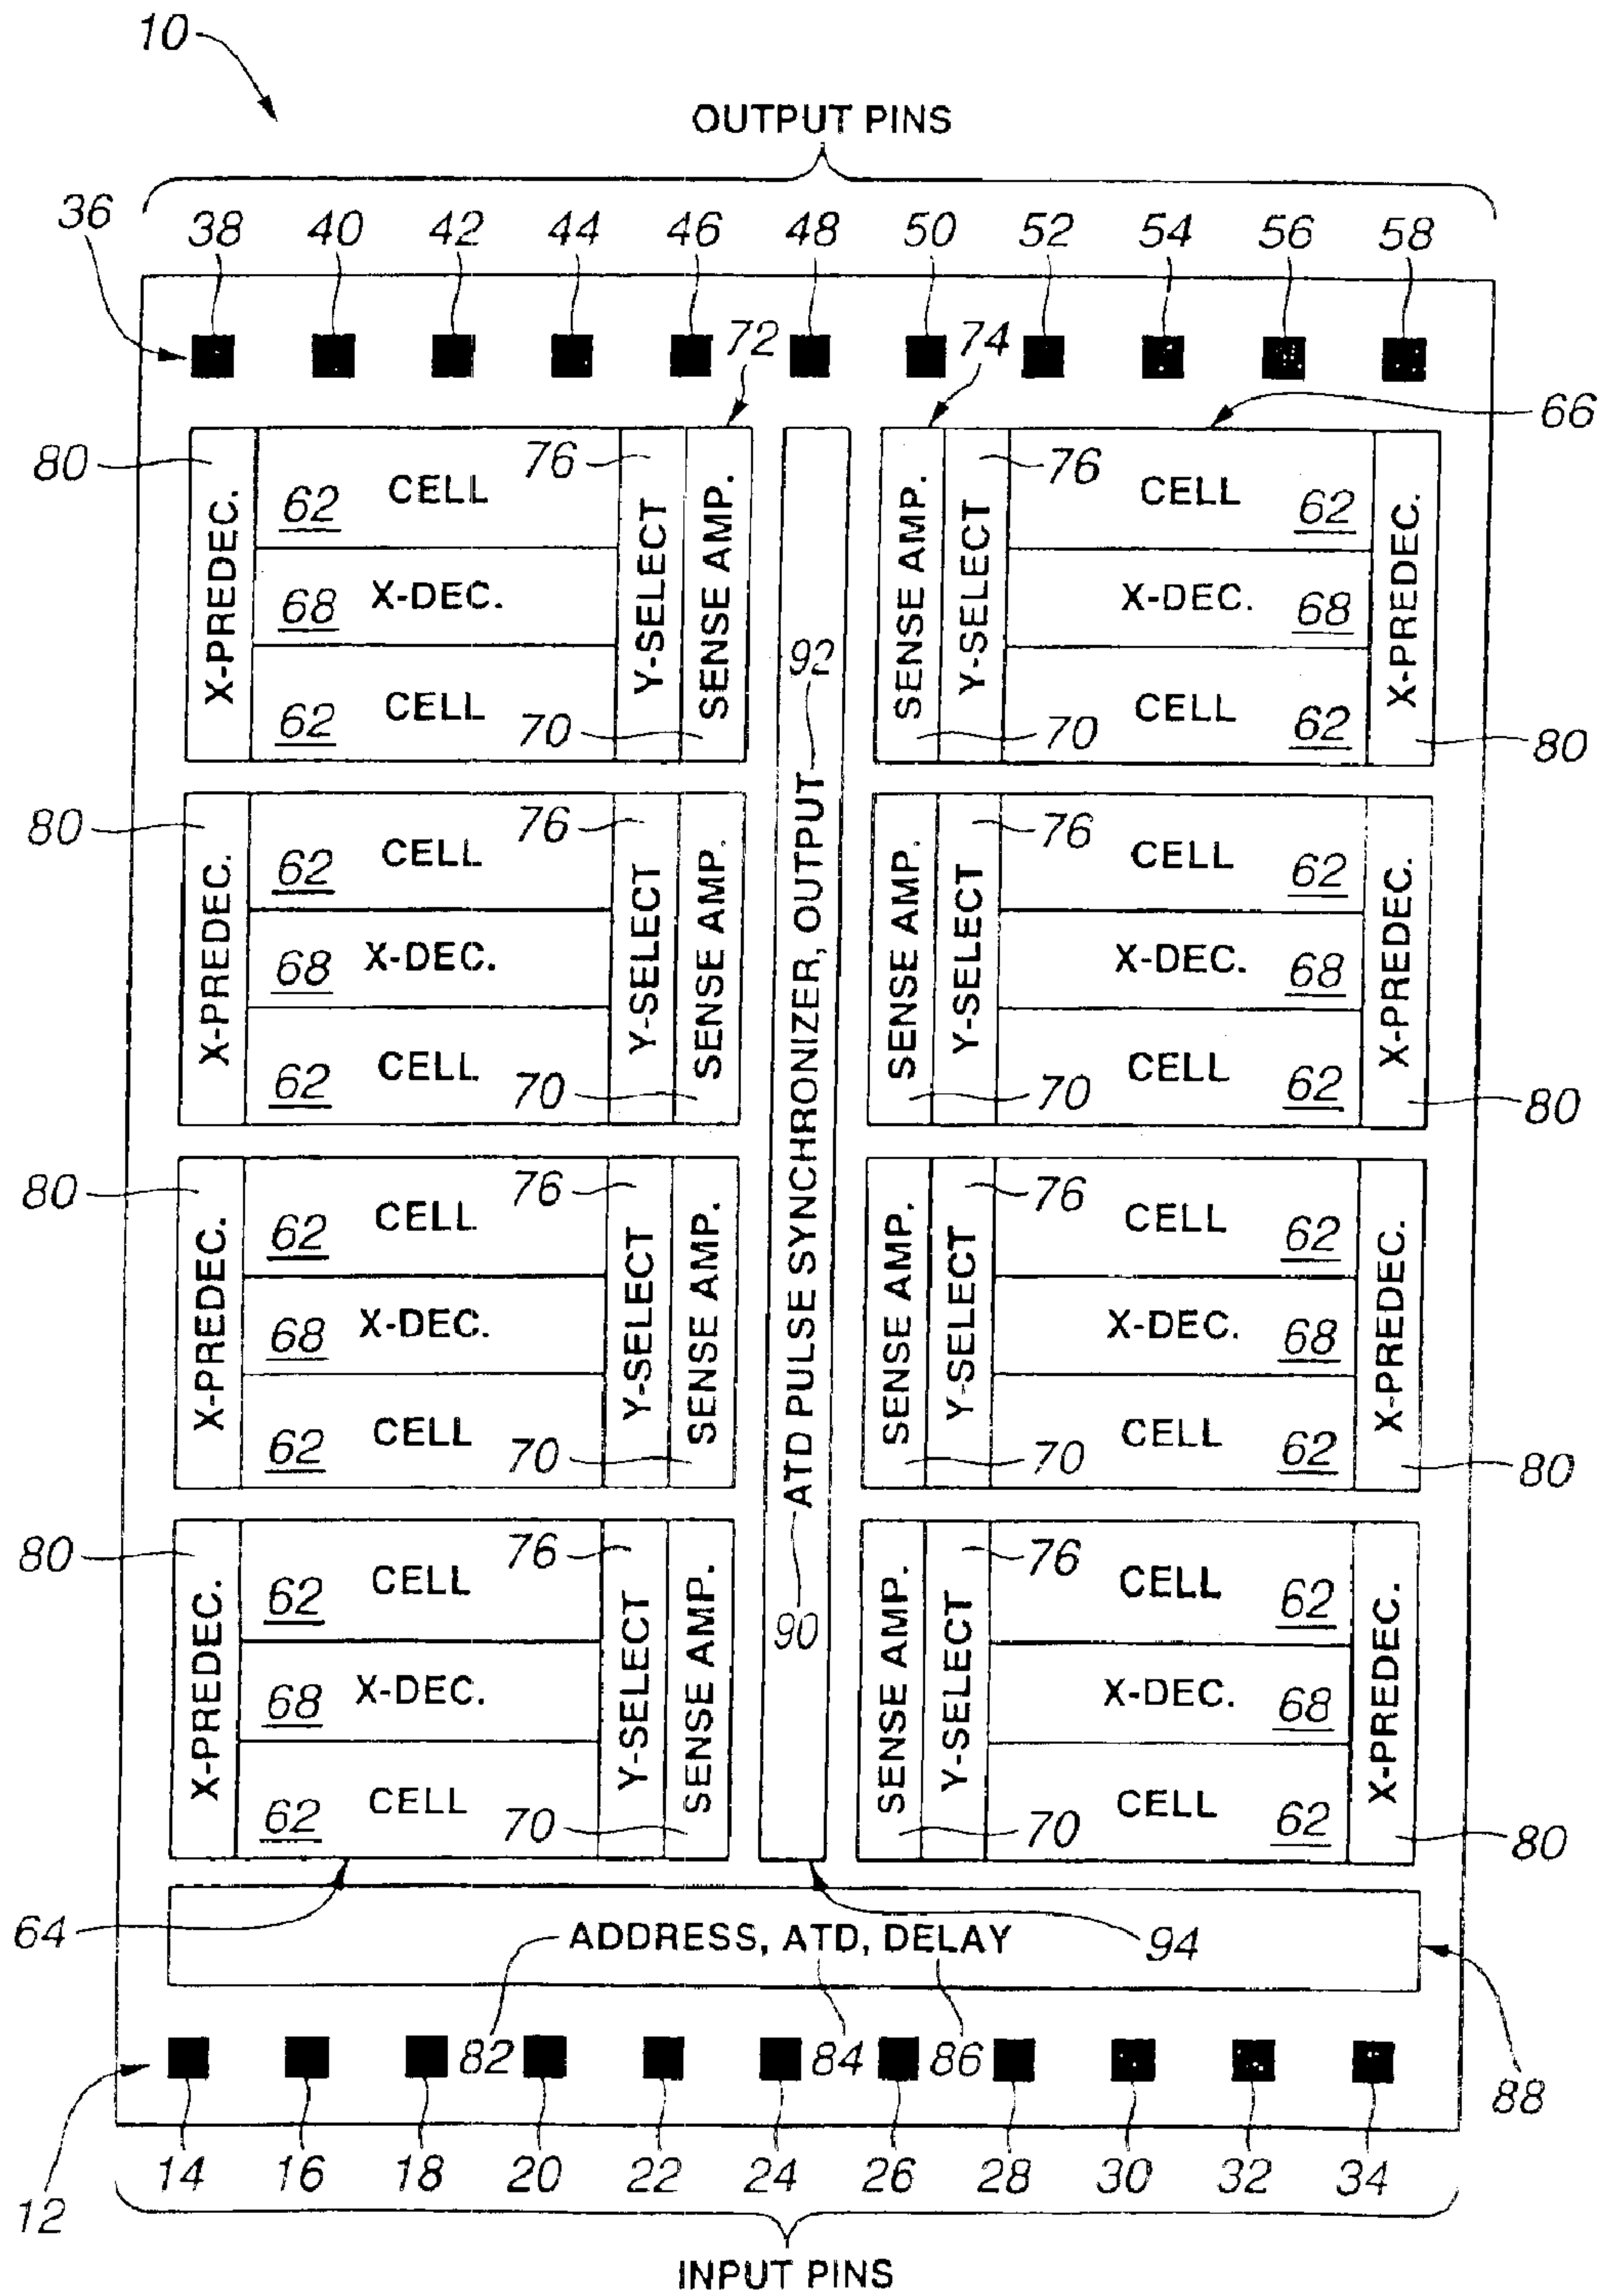 10
OUTPUT PINS
36 38 40 42 44 46 48 50 52 54 56 58
72 74 66
80 X-PREDEC. 62 CELL 76 Y-SELECT SENSE AMP. SENSE AMP. Y-SELECT 76 CELL 62 X-PREDEC.
68 X-DEC. X-DEC. 68
62 CELL 70 70 CELL 62 80
80 X-PREDEC. 62 CELL 76 Y-SELECT SENSE AMP. SENSE AMP. Y-SELECT 76 CELL 62 X-PREDEC.
68 X-DEC. X-DEC. 68
62 CELL 70 70 CELL 62 80
80 X-PREDEC. 62 CELL 76 Y-SELECT SENSE AMP. SENSE AMP. Y-SELECT 76 CELL 62 X-PREDEC.
68 X-DEC. X-DEC. 68
62 CELL 70 70 CELL 62 80
80 X-PREDEC. 62 CELL 76 Y-SELECT SENSE AMP. SENSE AMP. Y-SELECT 76 CELL 62 X-PREDEC.
68 X-DEC. X-DEC. 68
62 CELL 70 70 CELL 62 80
90 ATD PULSE SYNCHRONIZER, OUTPUT 92
64 ADDRESS, ATD, DELAY 94
82 84 86 88
12 14 16 18 20 22 24 26 28 30 32 34
INPUT PINS